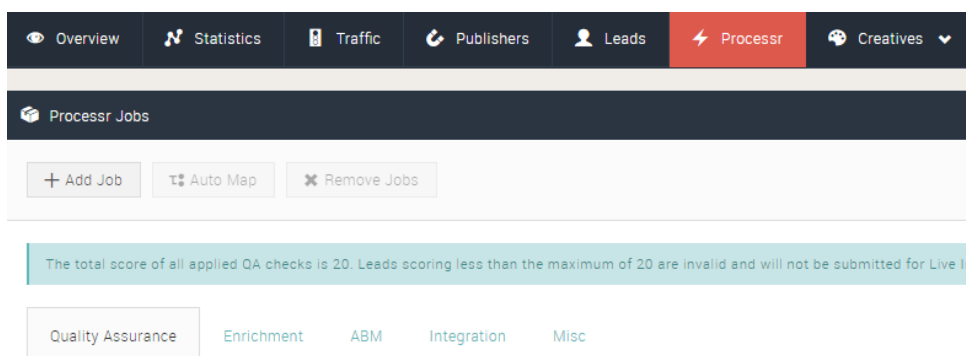 Overview Statistics Traffic Publishers Leads Processr Creatives
Processr Jobs
+ Add Job Auto Map Remove Jobs
The total score of all applied QA checks is 20. Leads scoring less than the maximum of 20 are invalid and will not be submitted for Live
Quality Assurance Enrichment ABM Integration Misc